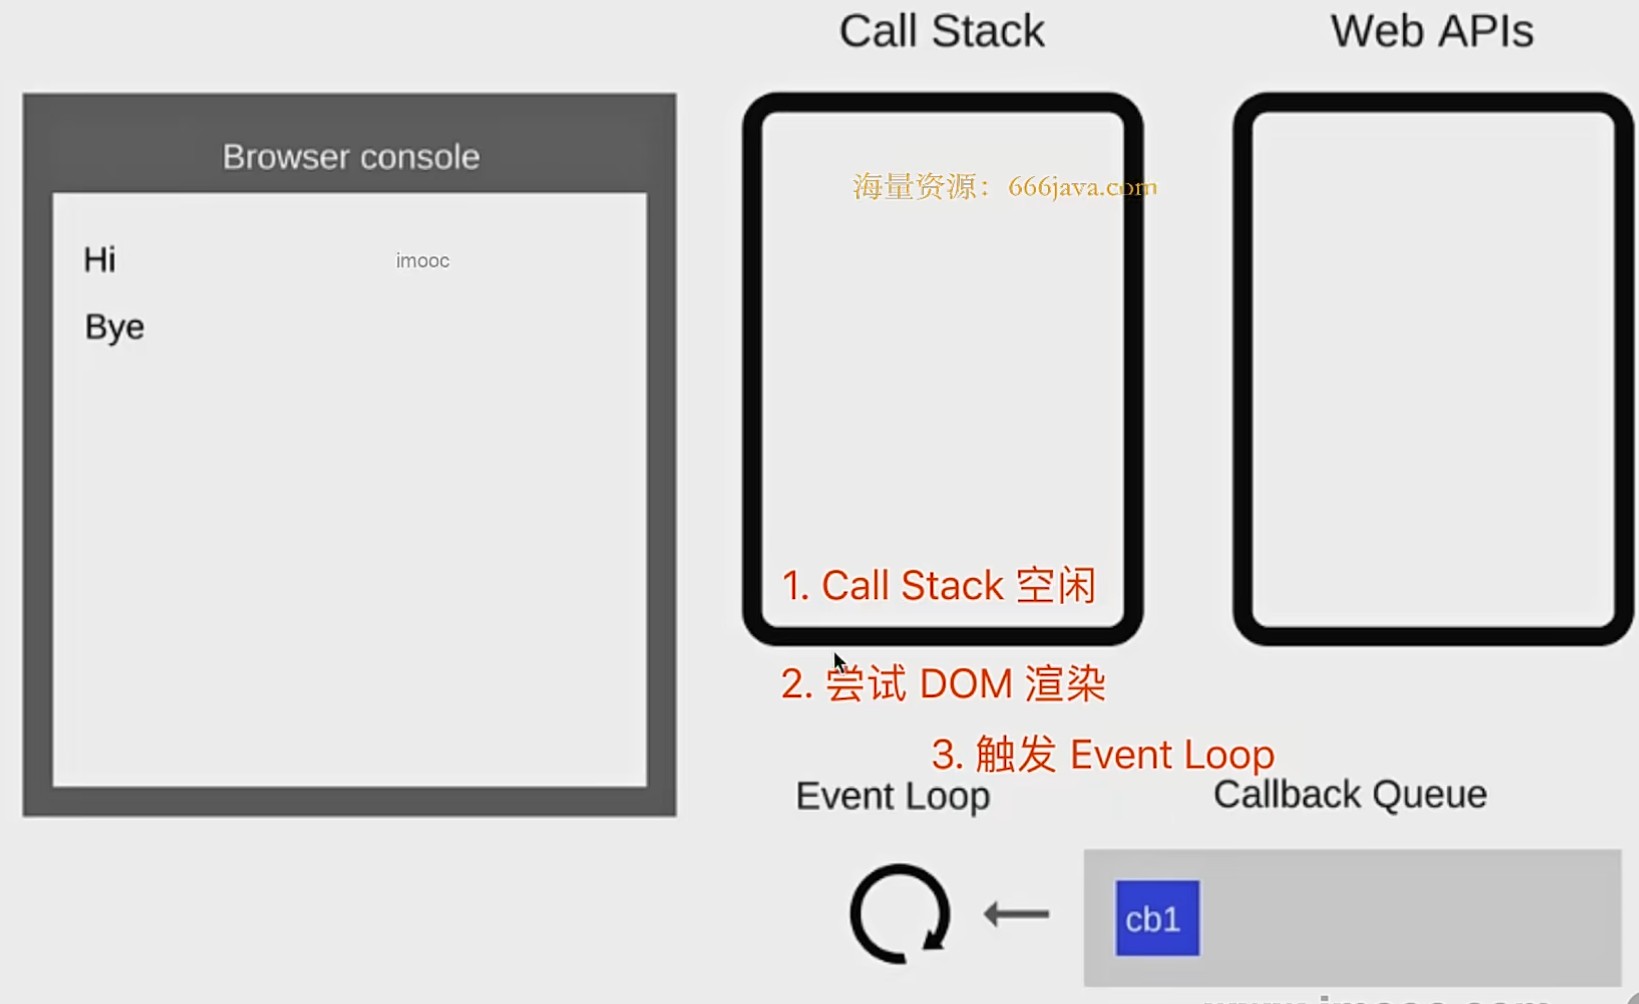 Call Stack
Web APIs
Browser console
海量资源：666java.com
Hi
imooc
Bye
1. Call Stack 空闲
2. 尝试 DOM 渲染
3. 触发 Event Loop
Event Loop
Callback Queue
cb1